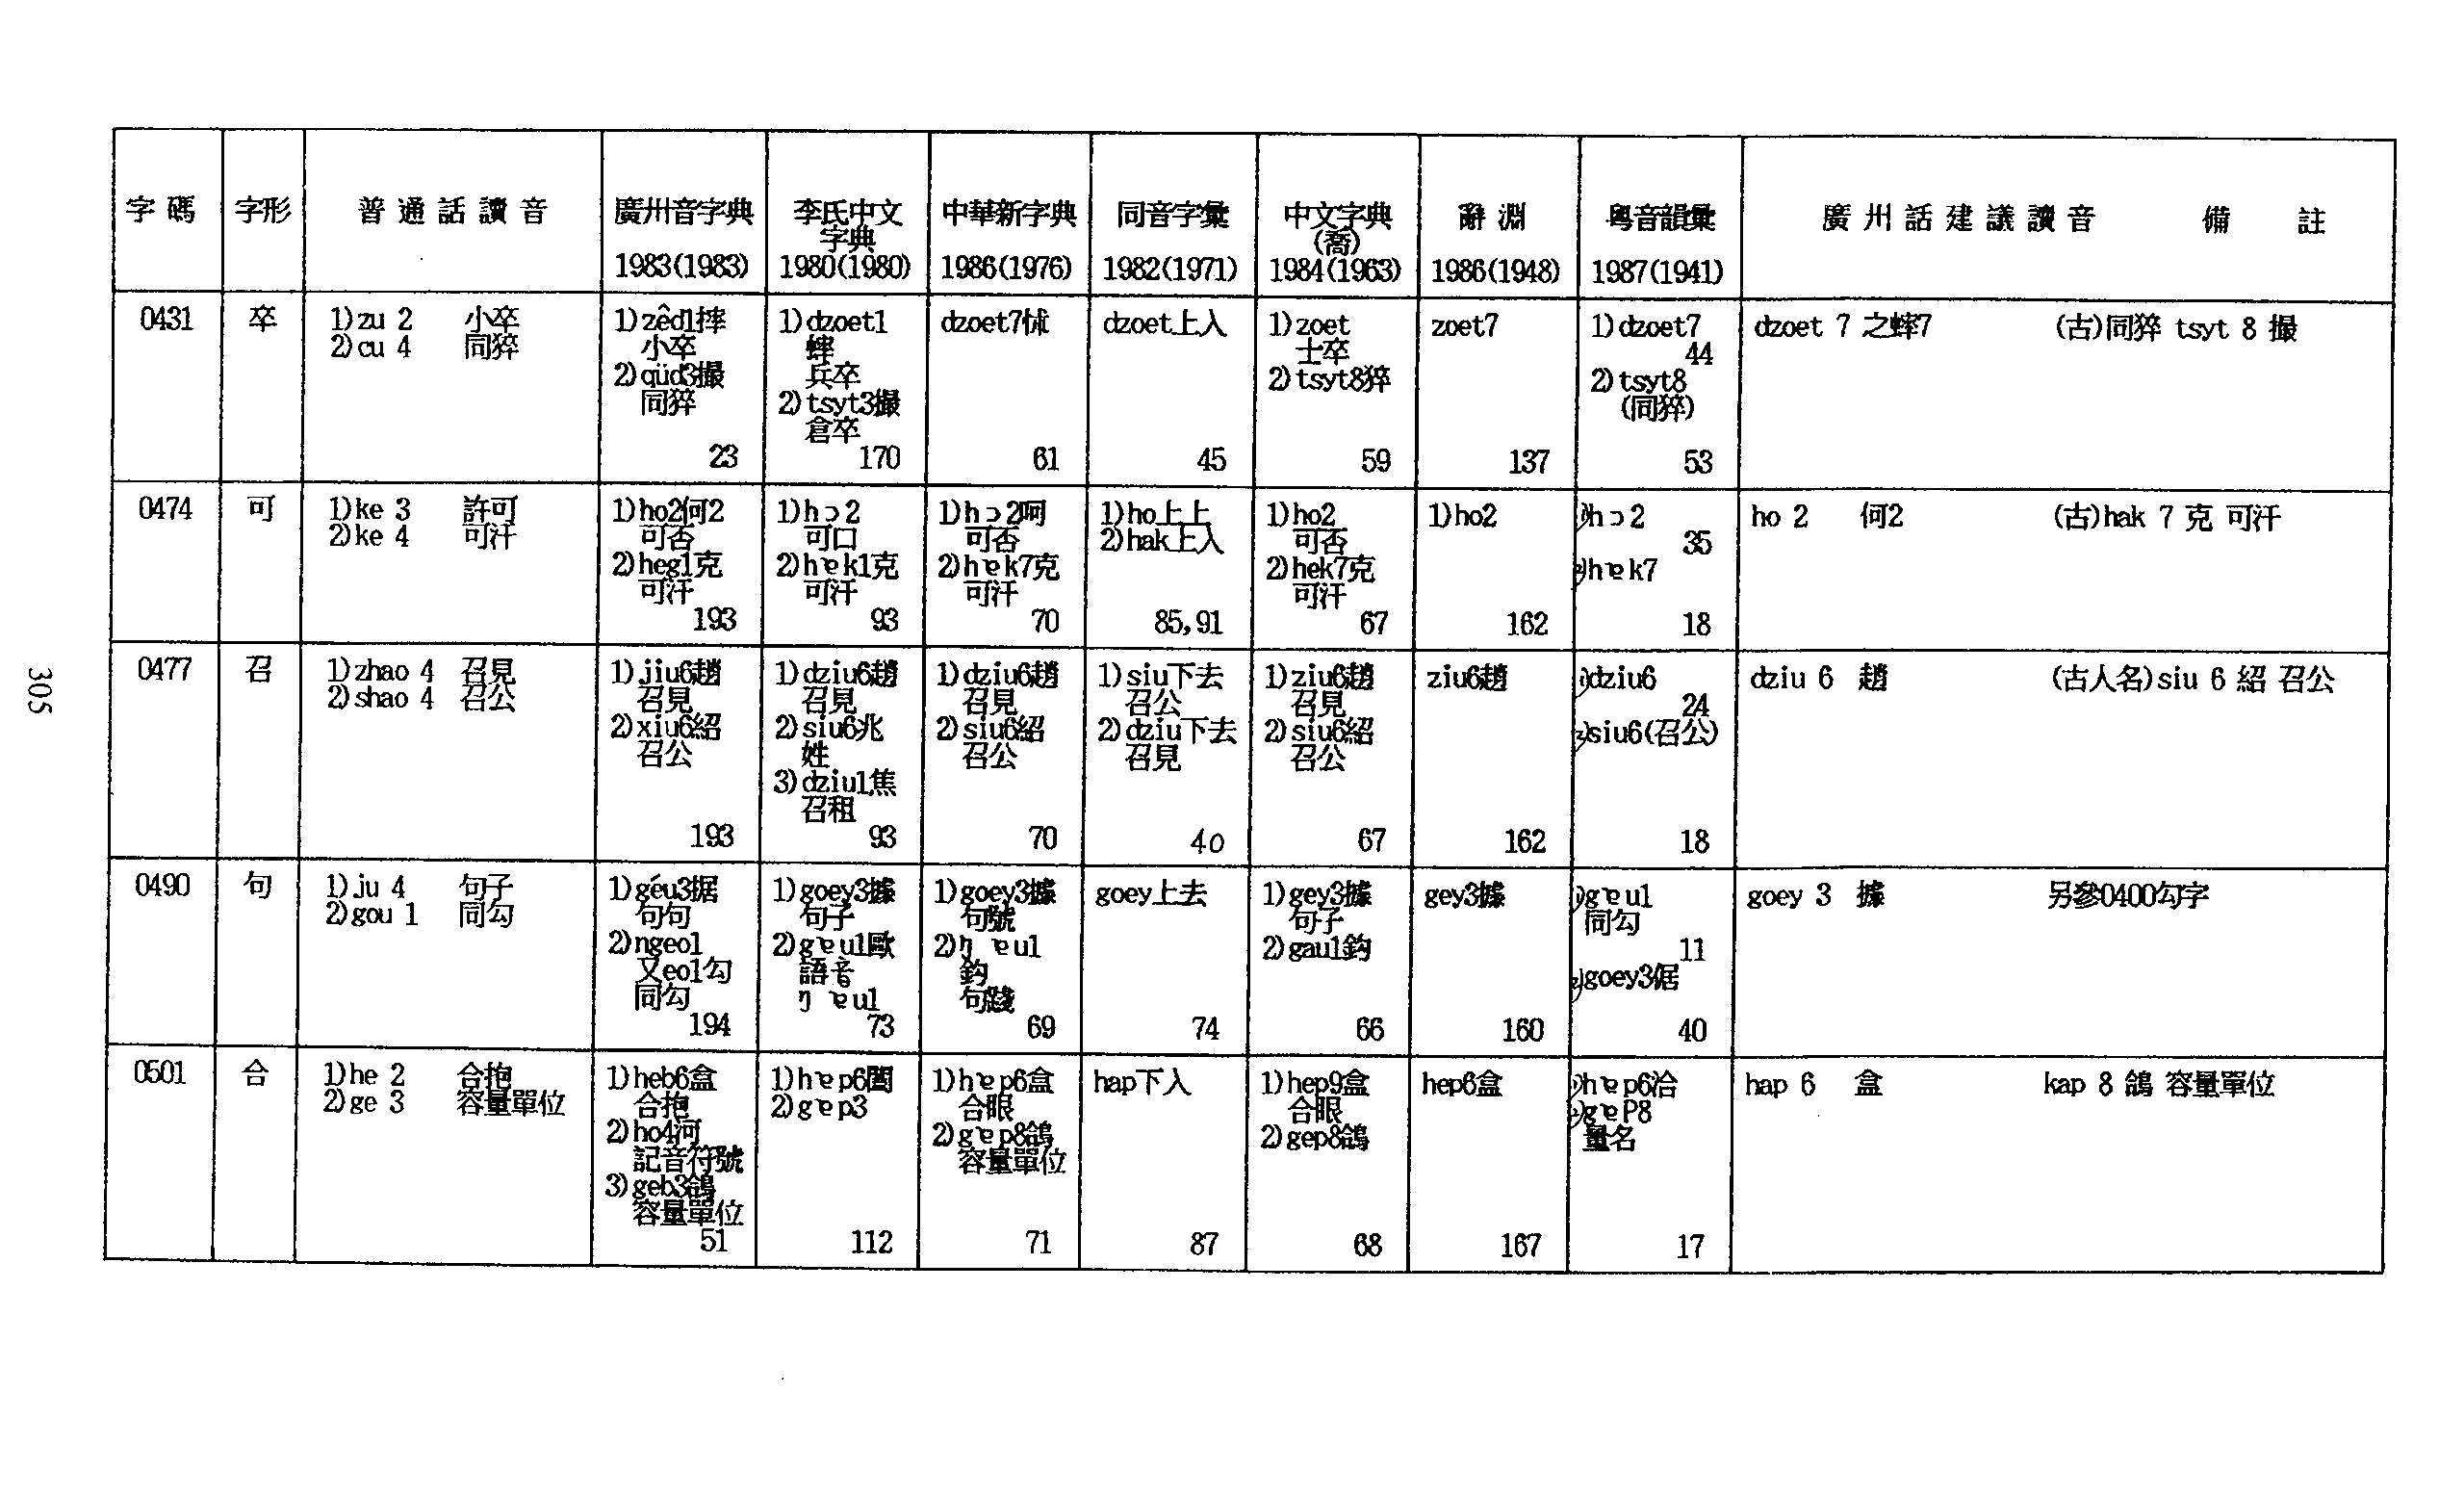 字碼 字形 普通話讀音 廣州音字典 李氏中文字典 中華新字典 同音字彙 中文字典(喬) 辭淵 粤音韻彙 廣州話建議讀音 備註
1983(1983) 1980(1980) 1986(1976) 1982(1971) 1984(1963) 1986(1948) 1987(1941)
0431
卒
1)zu 2 小卒
2)cu 4 同猝
1)zêd1摔
小卒
2)qüd3撮
同猝
23
1)dzoet1
蟀
兵卒
2)tsyt3撮
倉卒
170
dzoet7怵
61
dzoet上入
45
1)zoet
士卒
2)tsyt8猝
59
zoet7
137
1)dzoet7
44
2)tsyt8
(同猝)
53
dzoet 7 之蟀7 (古)同猝 tsyt 8 撮
0474
可
1)ke 3 許可
2)ke 4 可汗
1)ho2何2
可否
2)heg1克
可汗
193
1)hɔ2
可口
2)hɐk1克
可汗
93
1)hɔ2呵
可否
2)hɐk7克
可汗
70
1)ho上上
2)hak上入
85,91
1)ho2
可否
2)hek7克
可汗
67
1)ho2
162
1)hɔ2
35
2)hɐk7
18
ho 2 何2 (古)hak 7 克 可汗
0477
召
1)zhao 4 召見
2)shao 4 召公
1)jiu6趙
召見
2)xiu6紹
召公
193
1)dziu6趙
召見
2)siu6兆
姓
3)dziu1焦
召租
93
1)dziu6趙
召見
2)siu6紹
召公
70
1)siu下去
召公
2)dziu下去
召見
40
1)ziu6趙
召見
2)siu6紹
召公
67
ziu6趙
162
1)dziu6
24
2)siu6(召公)
18
dziu 6 趙 (古人名)siu 6 紹 召公
0490
句
1)ju 4 句子
2)gou 1 同勾
1)géu3据
句句
2)ngeo1
又eo1勾
同勾
194
1)goey3據
句子
2)gɐu1歐
語音
ŋɐu1
73
1)goey3據
句號
2)ŋɐu1
鈎
句踐
69
goey上去
74
1)gey3據
句子
2)gau1鈎
66
gey3據
160
1)gɐu1
同勾
11
2)goey3倨
40
goey 3 據 另參0400勾字
0501
合
1)he 2 合抱
2)ge 3 容量單位
1)heb6盒
合抱
2)ho4河
記音符號
3)geb3鴿
容量單位
51
1)hɐp6闔
2)gɐp3
112
1)hɐp6盒
合眼
2)gɐp8鴿
容量單位
71
hap下入
87
1)hep9盒
合眼
2)gep8鴿
68
hep6盒
167
1)hɐp6洽
2)gɐP8
量名
17
hap 6 盒 kap 8 鴿 容量單位
305